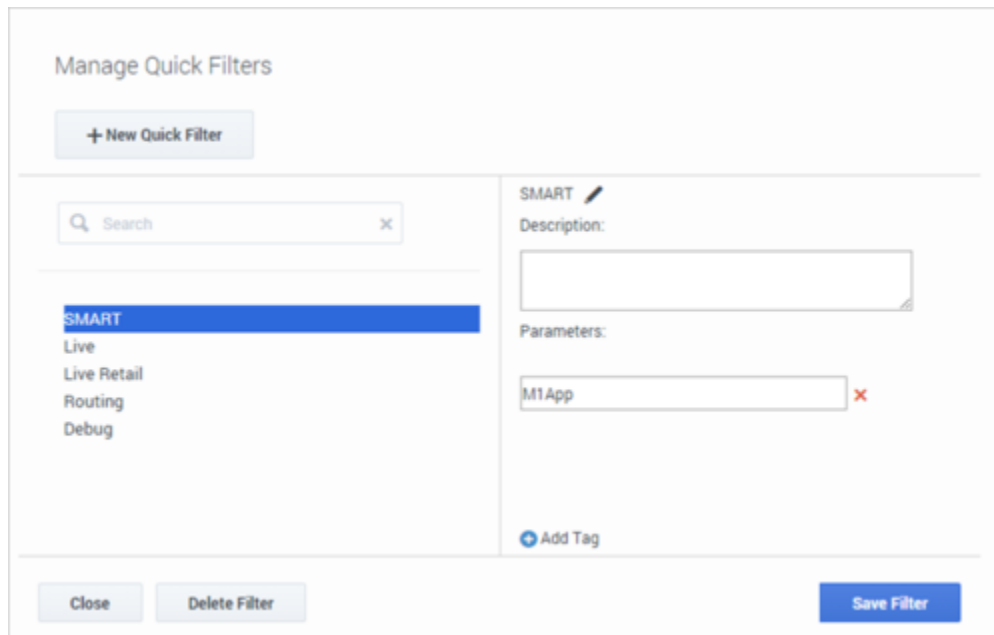 Manage Quick Filters
+ New Quick Filter
Search
SMART
Live
Live Retail
Routing
Debug
SMART
Description:
Parameters:
M1App
Add Tag
Close
Delete Filter
Save Filter